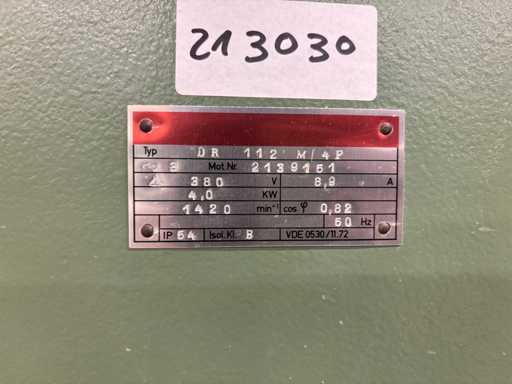 213030
Typ DR 112 M/4P
3 Mot.Nr. 2139151
380 V 8,9 A
4,0 KW
1420 min⁻¹ cos φ 0,82
50 Hz
IP 54 Isol.Kl. B VDE 0530/11.72